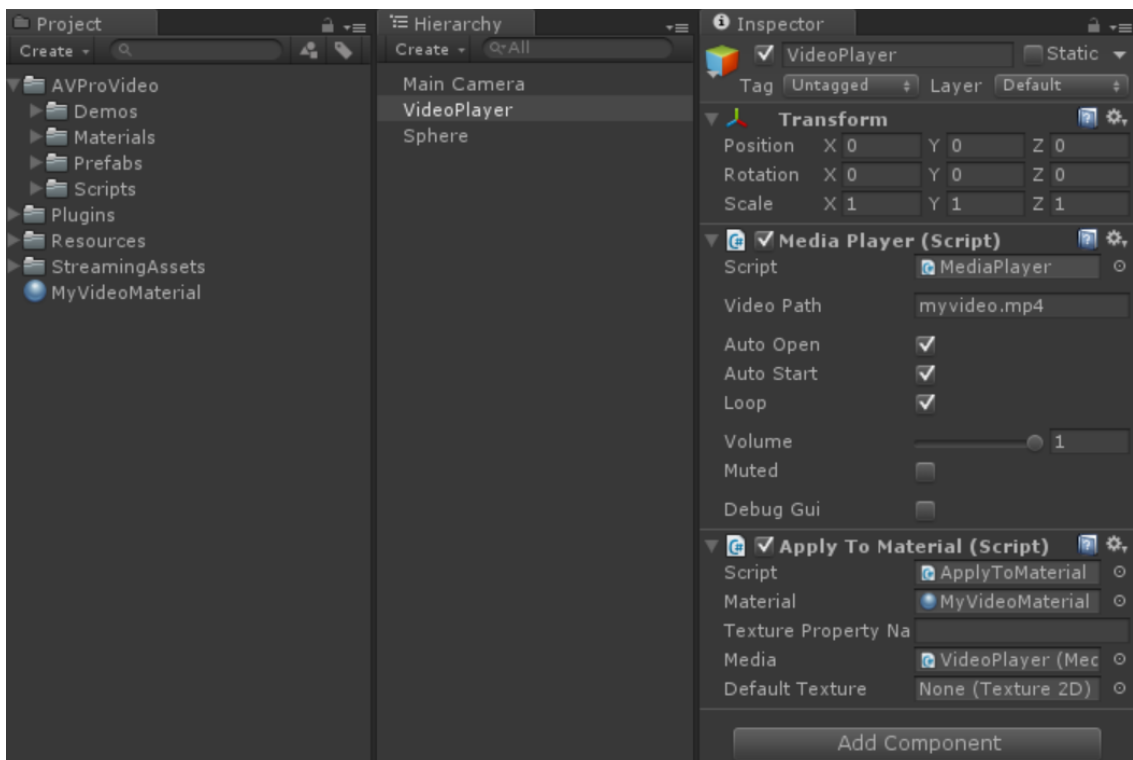 Project
Create
AVProVideo
Demos
Materials
Prefabs
Scripts
Plugins
Resources
StreamingAssets
MyVideoMaterial
Hierarchy
Create All
Main Camera
VideoPlayer
Sphere
Inspector
VideoPlayer Static
Tag Untagged Layer Default
Transform
Position X 0 Y 0 Z 0
Rotation X 0 Y 0 Z 0
Scale X 1 Y 1 Z 1
Media Player (Script)
Script MediaPlayer
Video Path myvideo.mp4
Auto Open
Auto Start
Loop
Volume 1
Muted
Debug Gui
Apply To Material (Script)
Script ApplyToMaterial
Material MyVideoMaterial
Texture Property Na
Media VideoPlayer (Mec
Default Texture None (Texture 2D)
Add Component